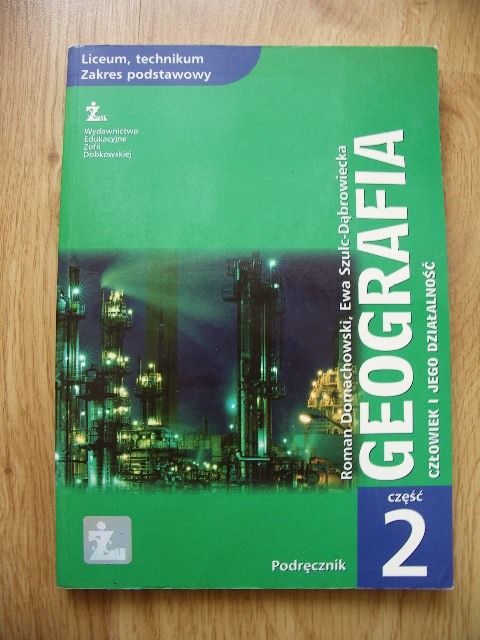 Liceum, technikum
Zakres podstawowy
Żak
Wydawnictwo
Edukacyjne
Zofii
Dobkowskiej
Roman Domachowski, Ewa Szulc-Dąbrowiecka
GEOGRAFIA
CZŁOWIEK I JEGO DZIAŁALNOŚĆ
część
2
Podręcznik